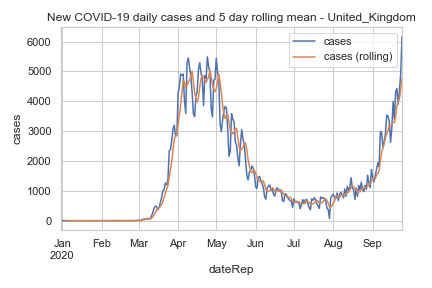 New COVID-19 daily cases and 5 day rolling mean - United_Kingdom
cases
cases (rolling)
6000
5000
4000
3000
2000
1000
0
cases
Jan Feb Mar Apr May Jun Jul Aug Sep
2020
dateRep